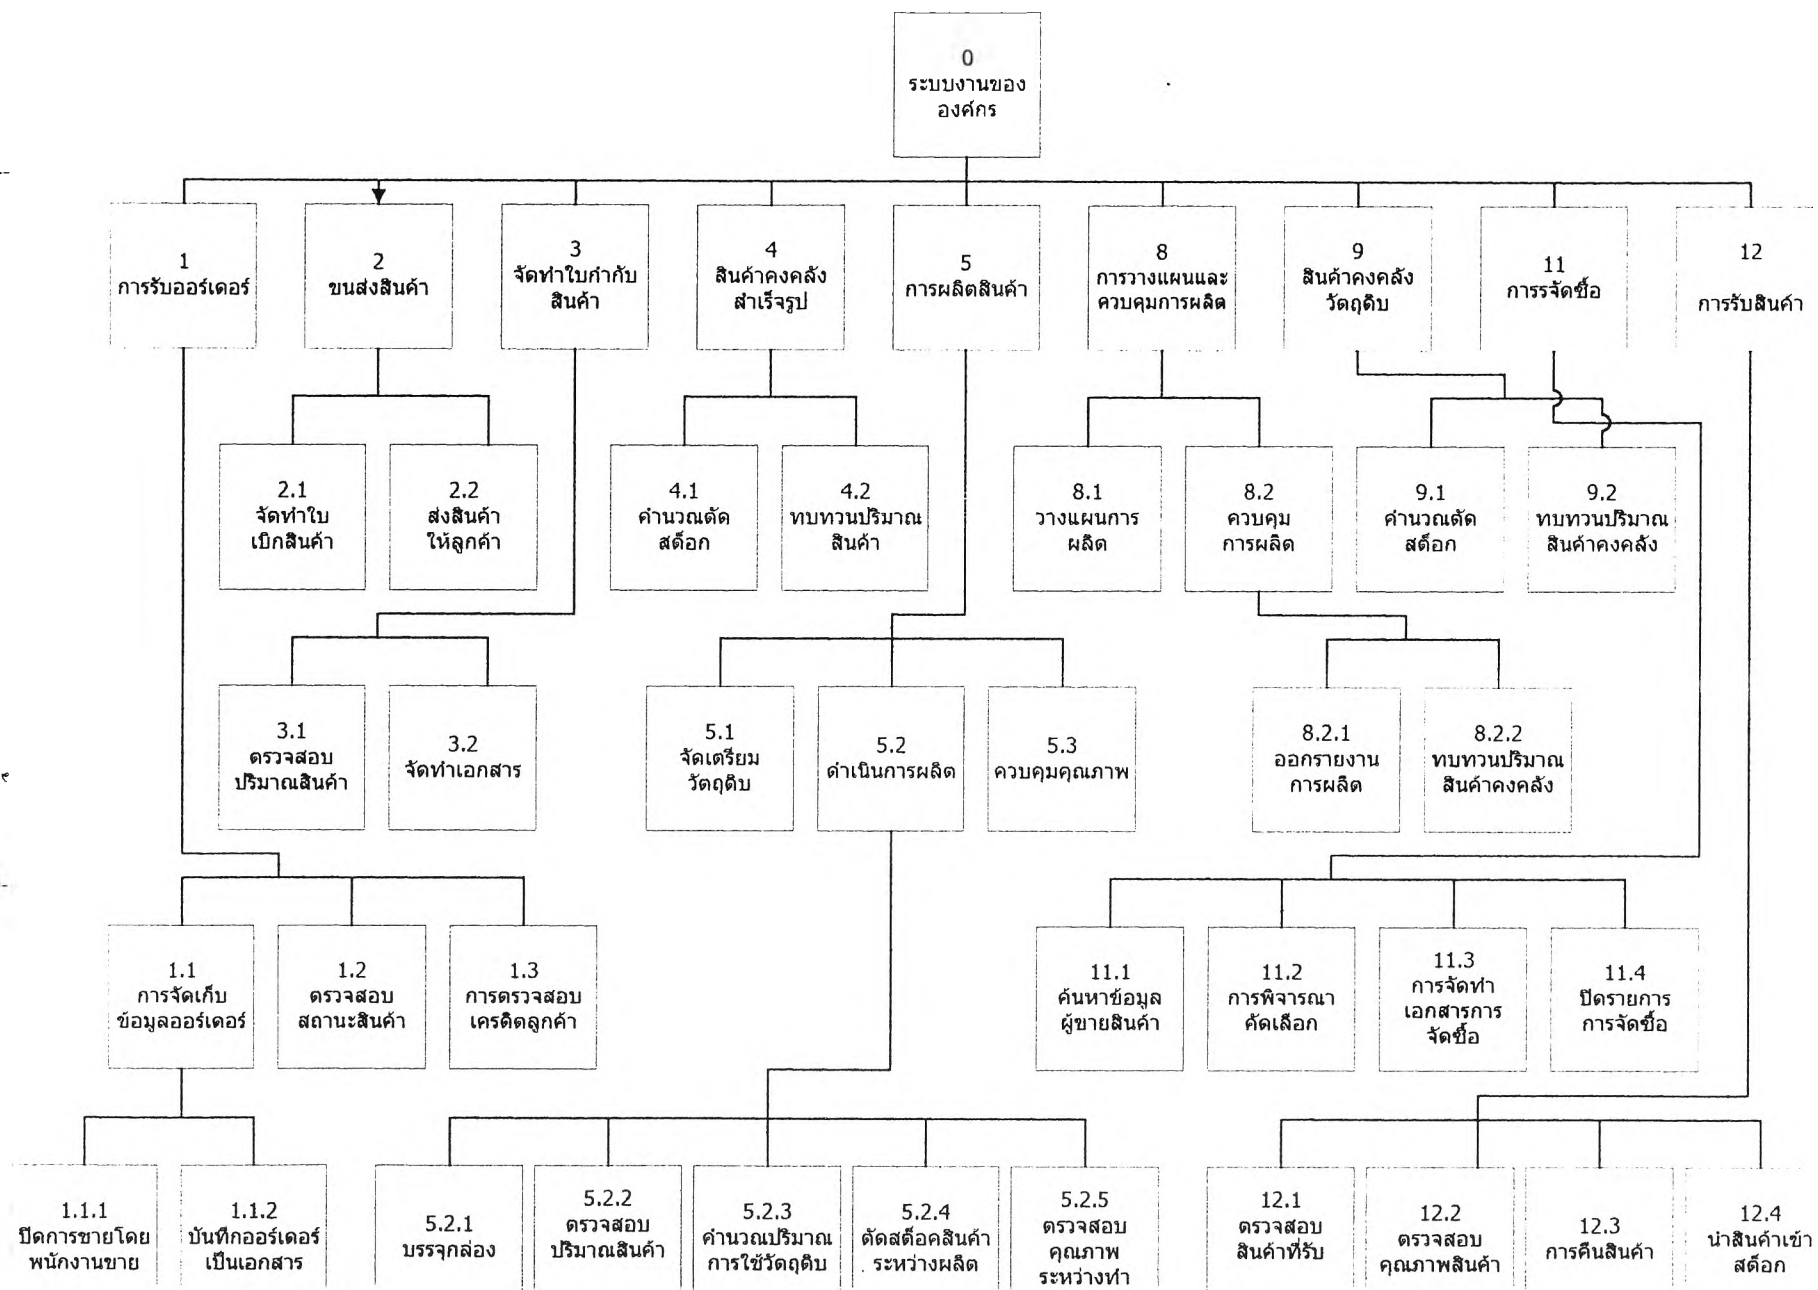 0
ระบบงานของ
องค์กร
1
การรับออร์เดอร์
2
ขนส่งสินค้า
3
จัดทำใบกำกับ
สินค้า
4
สินค้าคงคลัง
สำเร็จรูป
5
การผลิตสินค้า
8
การวางแผนและ
ควบคุมการผลิต
9
สินค้าคงคลัง
วัตถุดิบ
11
การรจัดซื้อ
12
การรับสินค้า
2.1
จัดทำใบ
เบิกสินค้า
2.2
ส่งสินค้า
ให้ลูกค้า
4.1
คำนวณตัด
สต็อก
4.2
ทบทวนปริมาณ
สินค้า
8.1
วางแผนการ
ผลิต
8.2
ควบคุม
การผลิต
9.1
คำนวณตัด
สต็อก
9.2
ทบทวนปริมาณ
สินค้าคงคลัง
3.1
ตรวจสอบ
ปริมาณสินค้า
3.2
จัดทำเอกสาร
5.1
จัดเตรียม
วัตถุดิบ
5.2
ดำเนินการผลิต
5.3
ควบคุมคุณภาพ
8.2.1
ออกรายงาน
การผลิต
8.2.2
ทบทวนปริมาณ
สินค้าคงคลัง
1.1
การจัดเก็บ
ข้อมูลออร์เดอร์
1.2
ตรวจสอบ
สถานะสินค้า
1.3
การตรวจสอบ
เครดิตลูกค้า
11.1
ค้นหาข้อมูล
ผู้ขายสินค้า
11.2
การพิจารณา
คัดเลือก
11.3
การจัดทำ
เอกสารการ
จัดซื้อ
11.4
ปิดรายการ
การจัดซื้อ
1.1.1
ปิดการขายโดย
พนักงานขาย
1.1.2
บันทึกออร์เดอร์
เป็นเอกสาร
5.2.1
บรรจุกล่อง
5.2.2
ตรวจสอบ
ปริมาณสินค้า
5.2.3
คำนวณปริมาณ
การใช้วัตถุดิบ
5.2.4
ตัดสต็อคสินค้า
ระหว่างผลิต
5.2.5
ตรวจสอบ
คุณภาพ
ระหว่างทำ
12.1
ตรวจสอบ
สินค้าที่รับ
12.2
ตรวจสอบ
คุณภาพสินค้า
12.3
การคืนสินค้า
12.4
นำสินค้าเข้า
สต็อก